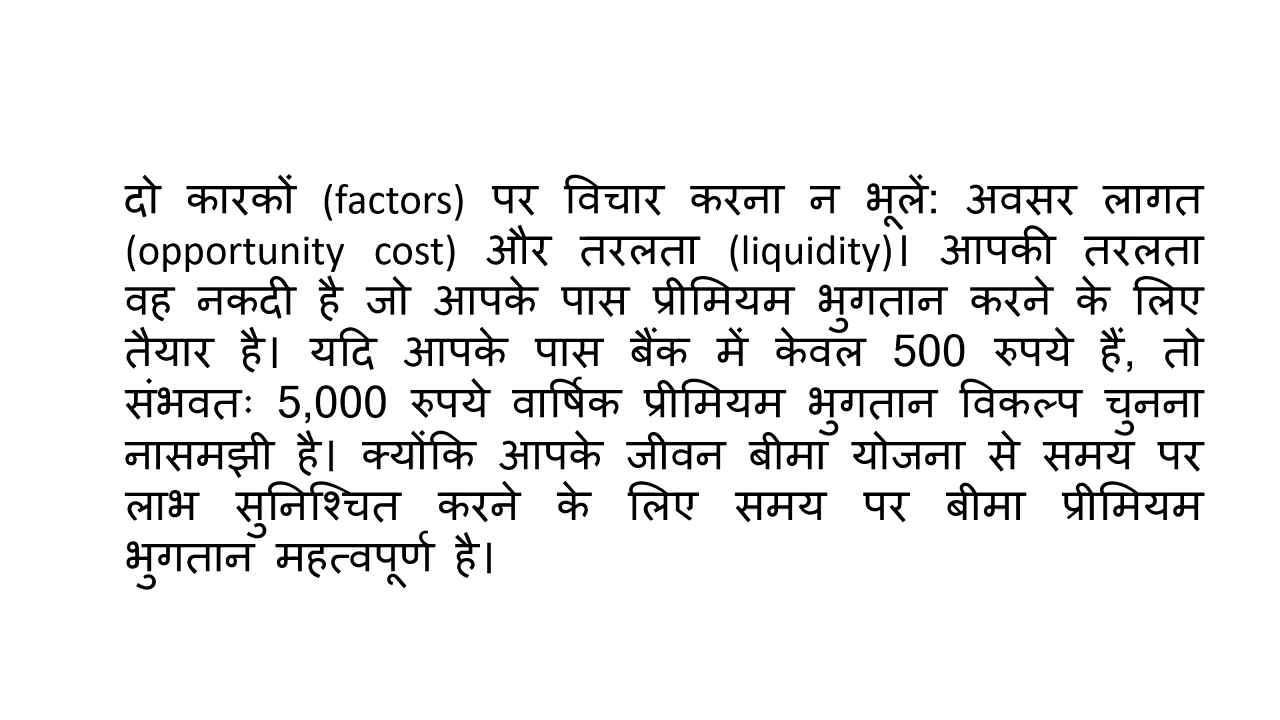 दो कारकों (factors) पर विचार करना न भूलें: अवसर लागत
(opportunity cost) और तरलता (liquidity)। आपकी तरलता
वह नकदी है जो आपके पास प्रीमियम भुगतान करने के लिए
तैयार है। यदि आपके पास बैंक में केवल 500 रुपये हैं, तो
संभवतः 5,000 रुपये वार्षिक प्रीमियम भुगतान विकल्प चुनना
नासमझी है। क्योंकि आपके जीवन बीमा योजना से समय पर
लाभ सुनिश्चित करने के लिए समय पर बीमा प्रीमियम
भुगतान महत्वपूर्ण है।